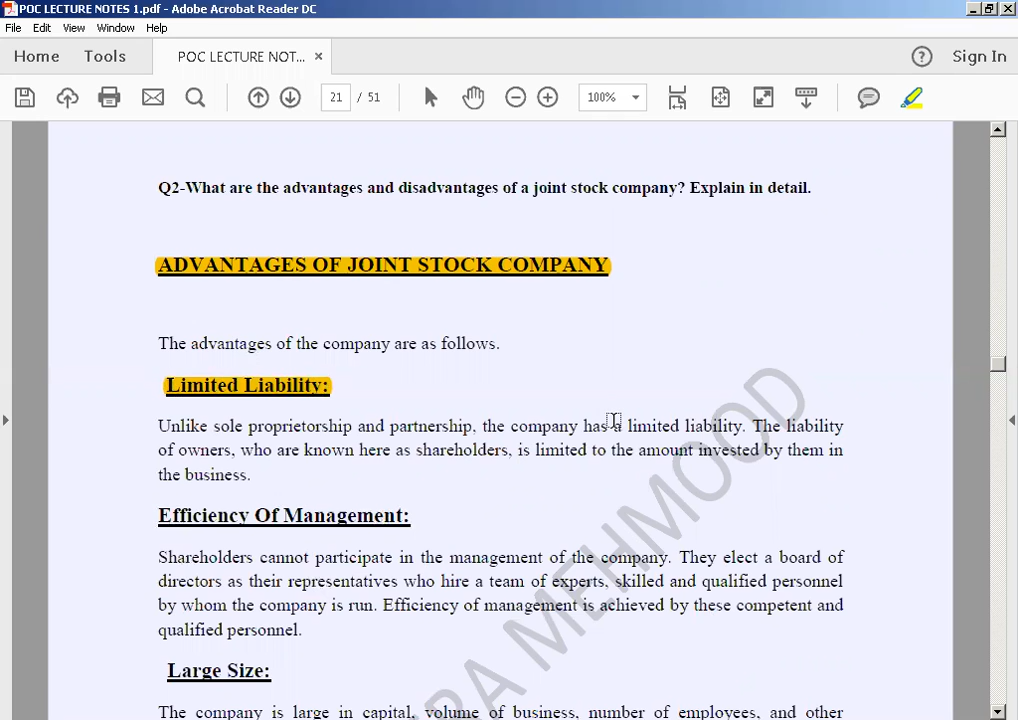 POC LECTURE NOTES 1.pdf - Adobe Acrobat Reader DC
File Edit View Window Help
Home Tools POC LECTURE NOT... × Sign In
21 / 51 100%
Q2-What are the advantages and disadvantages of a joint stock company? Explain in detail.
ADVANTAGES OF JOINT STOCK COMPANY
The advantages of the company are as follows.
Limited Liability:
Unlike sole proprietorship and partnership, the company has a limited liability. The liability
of owners, who are known here as shareholders, is limited to the amount invested by them in
the business.
Efficiency Of Management:
Shareholders cannot participate in the management of the company. They elect a board of
directors as their representatives who hire a team of experts, skilled and qualified personnel
by whom the company is run. Efficiency of management is achieved by these competent and
qualified personnel.
Large Size:
The company is large in capital, volume of business, number of employees, and other
MEHMOOD